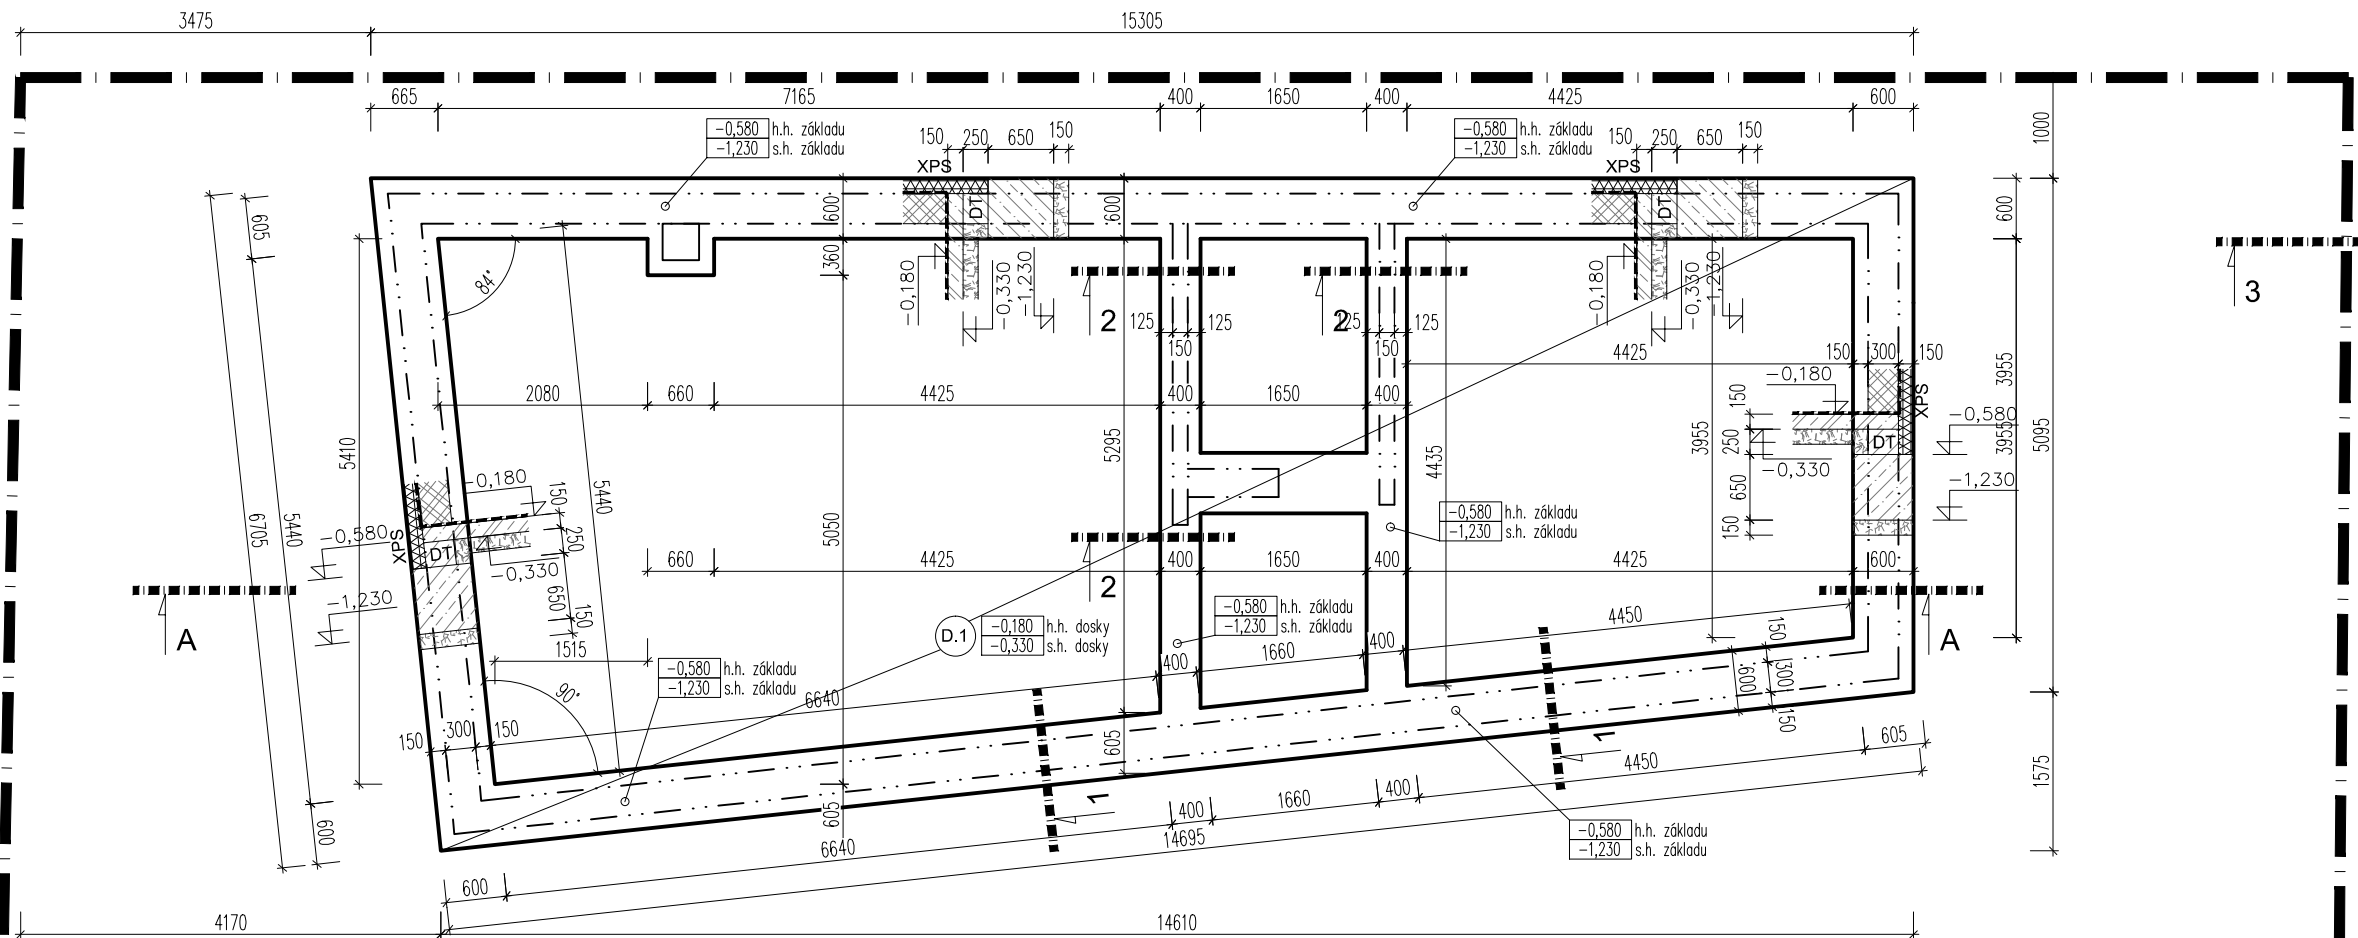 3475 15305
665 7165 400 1650 400 4425 600
1000
-0,580 h.h. základu
-1,230 s.h. základu
150 250 650 150
XPS
DT
-0,580 h.h. základu
-1,230 s.h. základu
150 250 650 150
XPS
DT
605
600
600
600
360
84°
-0,180
-0,330
-1,230
-0,180
-0,330
-1,230
3
2
2
125 125
150
125 125
150
4425 150 300 150
3955
-0,180
XPS
2080 660 4425 400 1650 400
150
5410
5295
4435
3955
250
DT
-0,580
3955
5095
-0,180
150
5440
-0,330
650
-1,230
6705
5440
-0,580
XPS
DT
250
5050
-0,580 h.h. základu
-1,230 s.h. základu
150
-0,330
660 4425 400 1650 400 4425 600
2
-1,230
650
150
-0,580 h.h. základu
-1,230 s.h. základu
4450
A
D.1
-0,180 h.h. dosky
-0,330 s.h. dosky
A
1515
-0,580 h.h. základu
-1,230 s.h. základu
400 1660 400
150
300
600
150
90°
6640
150 300 150
605
1
605
4450
1575
600
605
1
400 1660 400
-0,580 h.h. základu
-1,230 s.h. základu
6640
14695
600
4170 14610